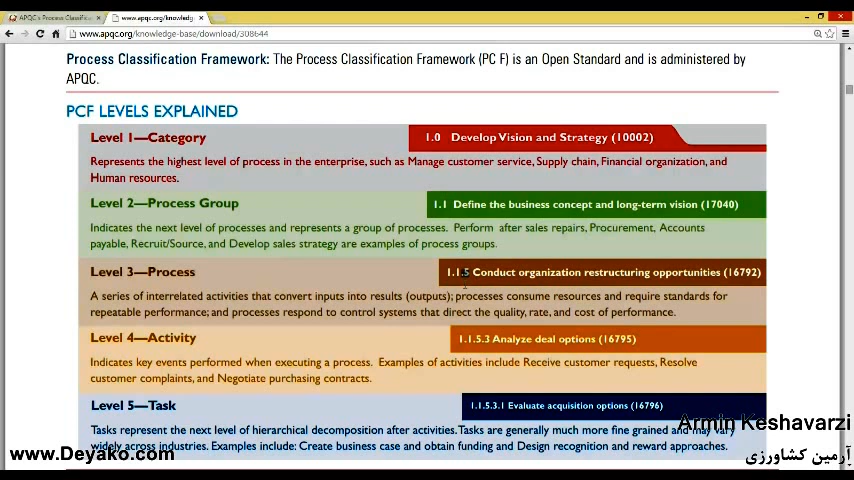 APQC's Process Classific
www.apqc.org/knowledg
www.apqc.org/knowledge-base/download/308644
Process Classification Framework: The Process Classification Framework (PC F) is an Open Standard and is administered by
APQC.
PCF LEVELS EXPLAINED
Level 1—Category
1.0 Develop Vision and Strategy (10002)
Represents the highest level of process in the enterprise, such as Manage customer service, Supply chain, Financial organization, and
Human resources.
Level 2—Process Group
1.1 Define the business concept and long-term vision (17040)
Indicates the next level of processes and represents a group of processes. Perform after sales repairs, Procurement, Accounts
payable, Recruit/Source, and Develop sales strategy are examples of process groups.
Level 3—Process
1.1.5 Conduct organization restructuring opportunities (16792)
A series of interrelated activities that convert inputs into results (outputs); processes consume resources and require standards for
repeatable performance; and processes respond to control systems that direct the quality, rate, and cost of performance.
Level 4—Activity
1.1.5.3 Analyze deal options (16795)
Indicates key events performed when executing a process. Examples of activities include Receive customer requests, Resolve
customer complaints, and Negotiate purchasing contracts.
Level 5—Task
1.1.5.3.1 Evaluate acquisition options (16796)
Tasks represent the next level of hierarchical decomposition after activities. Tasks are generally much more fine grained and may vary
widely across industries. Examples include: Create business case and obtain funding and Design recognition and reward approaches.
Armin Keshavarzi
www.Deyako.com
آرمین کشاورزی